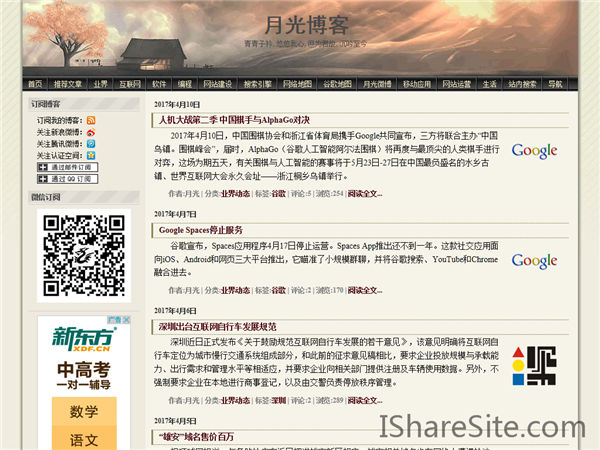 月光博客
青青子衿, 悠悠我心, 但为君故, 沉吟至今
首页 推荐文章 业界 互联网 软件 编程 网站建设 搜索引擎 网络地图 谷歌地图 月光微博 移动应用 网站运营 生活 站内搜索 导航
订阅博客
订阅我的博客:
关注新浪微博:
关注腾讯微博:
关注认证空间:
通过邮件订阅
通过QQ订阅
微信订阅
广告
新东方
XDF.CN
中高考
一对一辅导
数学
语文
2017年4月10日
人机大战第二季 中国棋手与AlphaGo对决
2017年4月10日,中国围棋协会和浙江省体育局携手Google共同宣布,三方将联合主办“中国
乌镇。围棋峰会”,届时,AlphaGo(谷歌人工智能阿尔法围棋)将再度与最顶尖的人类棋手进行
对弈,这场为期五天,有关围棋与人工智能的赛事将于5月23日-27日在中国最负盛名的水乡古
镇、世界互联网大会永久会址——浙江桐乡乌镇举行。
作者:月光 | 分类:业界动态 | 标签:谷歌 | 评论:5 | 浏览:254 | 阅读全文...
Google
2017年4月7日
Google Spaces停止服务
谷歌宣布,Spaces应用程序4月17日停止运营。Spaces App推出还不到一年。这款社交应用面
向iOS、Android和网页三大平台推出,它瞄准了小规模群聊,并将谷歌搜索、YouTube和Chrome
融合进去。
作者:月光 | 分类:业界动态 | 标签:谷歌 | 评论:2 | 浏览:170 | 阅读全文...
Google
2017年4月4日
深圳出台互联网自行车发展规范
深圳近日正式发布《关于鼓励规范互联网自行车发展的若干意见》,该意见明确将互联网自
行车定位为城市慢行交通系统组成部分,和此前的征求意见稿相比,要求企业投放规模与承载能
力、出行需求和管理水平等相适应,并要求企业向相关部门提供注册及车辆使用数据。另外,不
强制要求企业在本地进行商事登记,以及由交警负责停放秩序管理。
作者:月光 | 分类:业界动态 | 标签:深圳 | 评论:2 | 浏览:289 | 阅读全文...
2017年4月5日
“雄安”域名售价百万
IShareSite.com